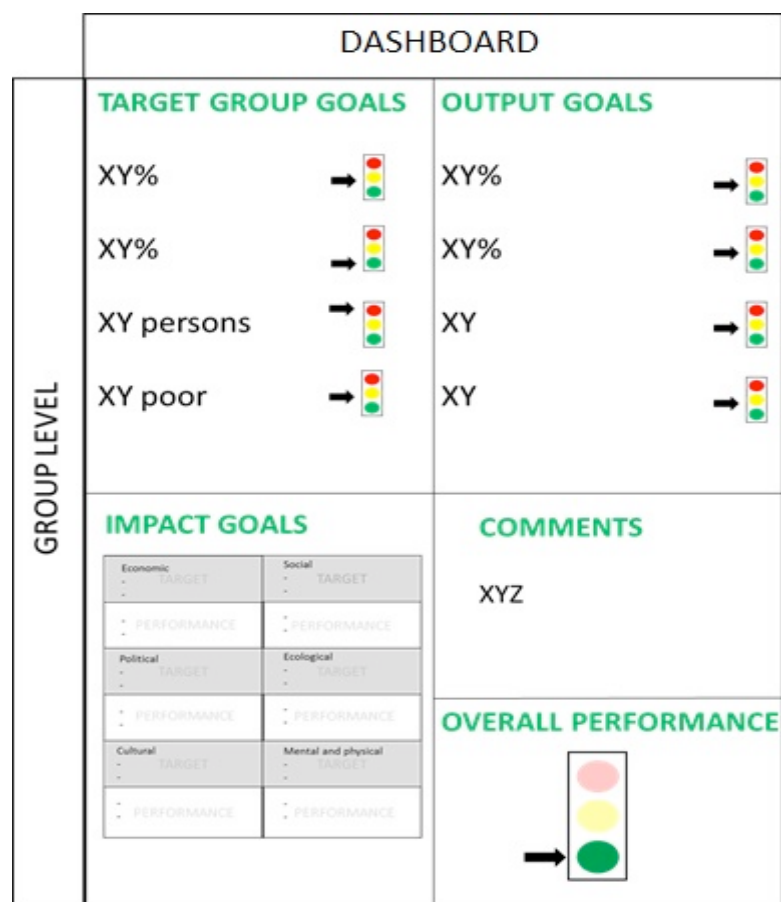 DASHBOARD
GROUP LEVEL
TARGET GROUP GOALS
XY%
XY%
XY persons
XY poor
OUTPUT GOALS
XY%
XY%
XY
XY
IMPACT GOALS
Economic
- TARGET
-
Social
- TARGET
-
- PERFORMANCE
-
- PERFORMANCE
-
Political
- TARGET
-
Ecological
- TARGET
-
- PERFORMANCE
-
- PERFORMANCE
-
Cultural
- TARGET
-
Mental and physical
- TARGET
-
- PERFORMANCE
-
- PERFORMANCE
-
COMMENTS
XYZ
OVERALL PERFORMANCE